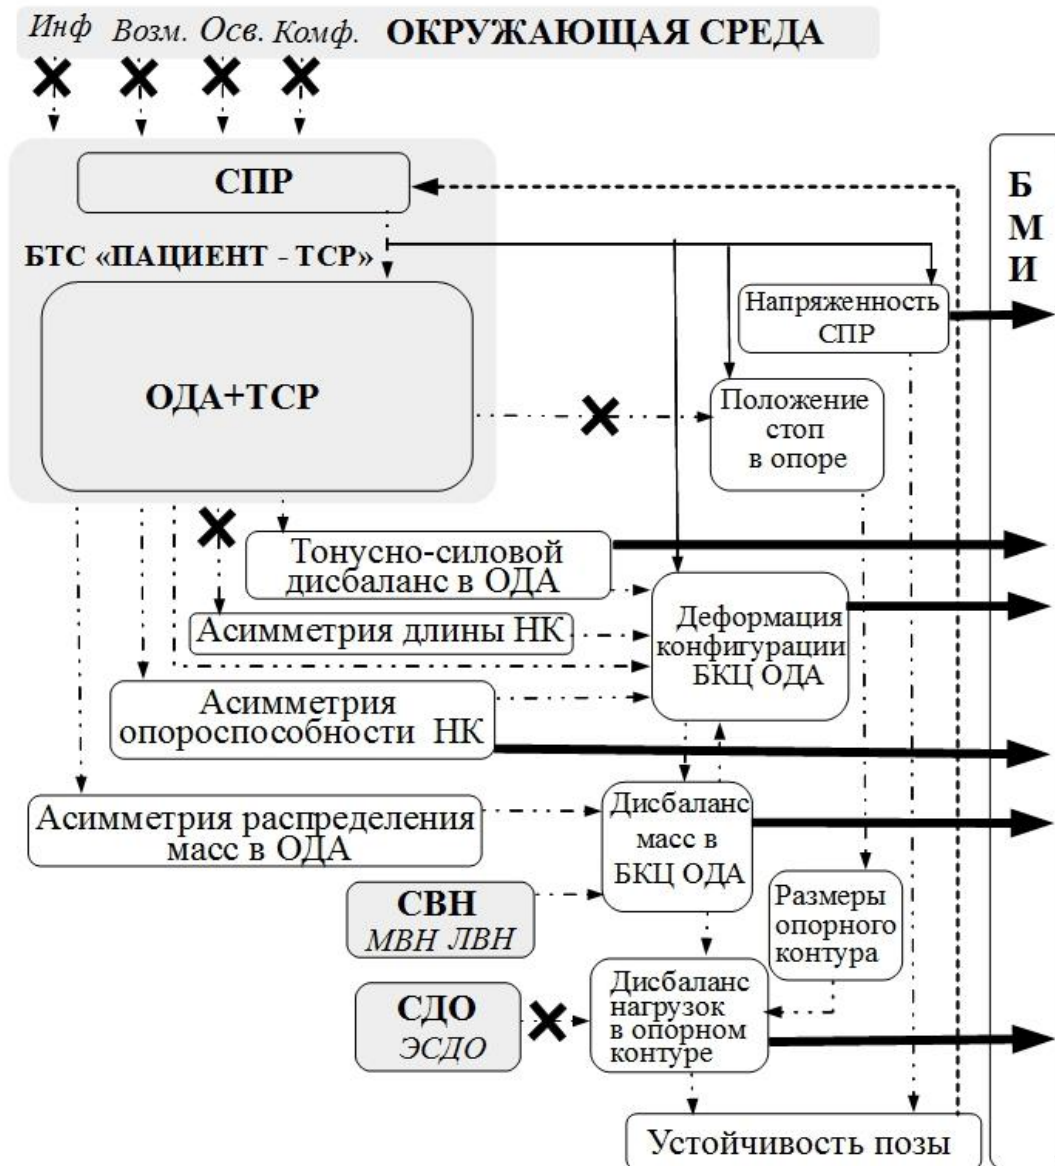 Инф Возм. Осв. Комф. ОКРУЖАЮЩАЯ СРЕДА
СПР
БТС «ПАЦИЕНТ - ТСР»
ОДА+ТСР
Б
М
И
Напряженность
СПР
Положение
стоп
в опоре
Тонусно-силовой
дисбаланс в ОДА
Асимметрия длины НК
Деформация
конфигурации
БКЦ ОДА
Асимметрия
опороспособности НК
Асимметрия распределения
масс в ОДА
Дисбаланс
масс в
БКЦ ОДА
СВН
МВН ЛВН
Размеры
опорного
контура
СДО
ЭСДО
Дисбаланс
нагрузок
в опорном
контуре
Устойчивость позы